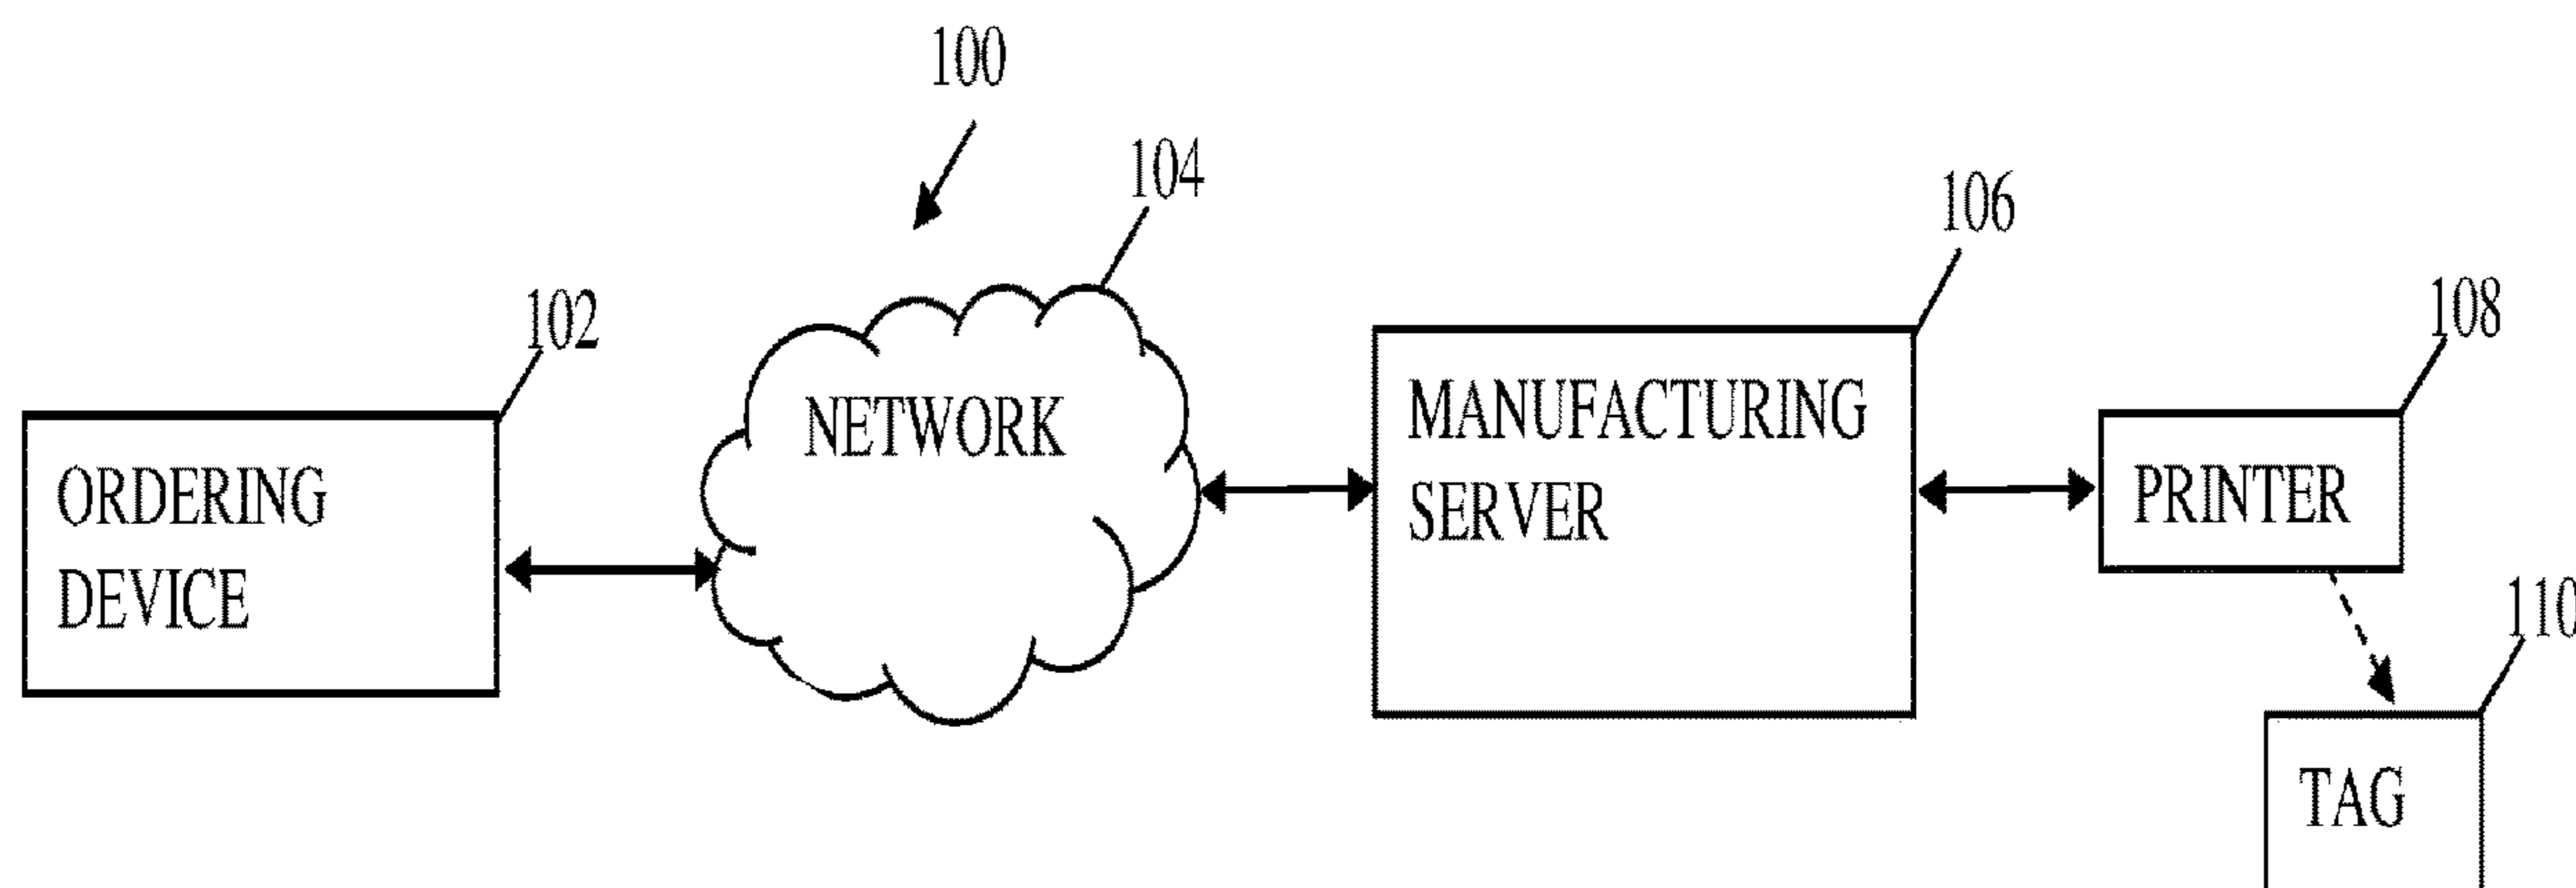 100
104
106
102
108
NETWORK
MANUFACTURING
SERVER
ORDERING
DEVICE
PRINTER
110
TAG